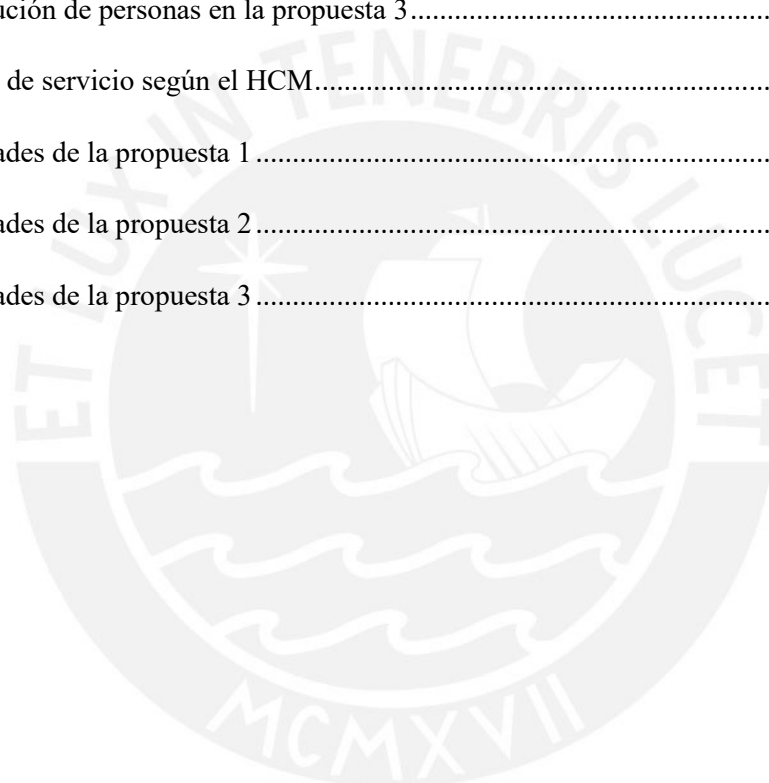 ución de personas en la propuesta 3................................................................
de servicio según el HCM................................................................
ades de la propuesta 1................................................................
ades de la propuesta 2................................................................
ades de la propuesta 3................................................................
ET LUX IN TENEBRIS LUCET
MCMXVII